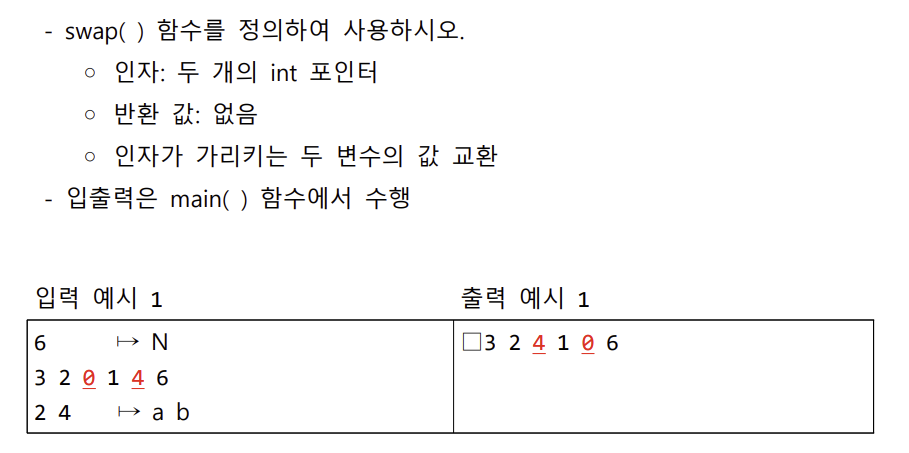 - swap( ) 함수를 정의하여 사용하시오.
○ 인자: 두 개의 int 포인터
○ 반환 값: 없음
○ 인자가 가리키는 두 변수의 값 교환
- 입출력은 main( ) 함수에서 수행
입력 예시 1
출력 예시 1
6 ↦ N
□3 2 4 1 0 6
3 2 0 1 4 6
2 4 ↦ a b